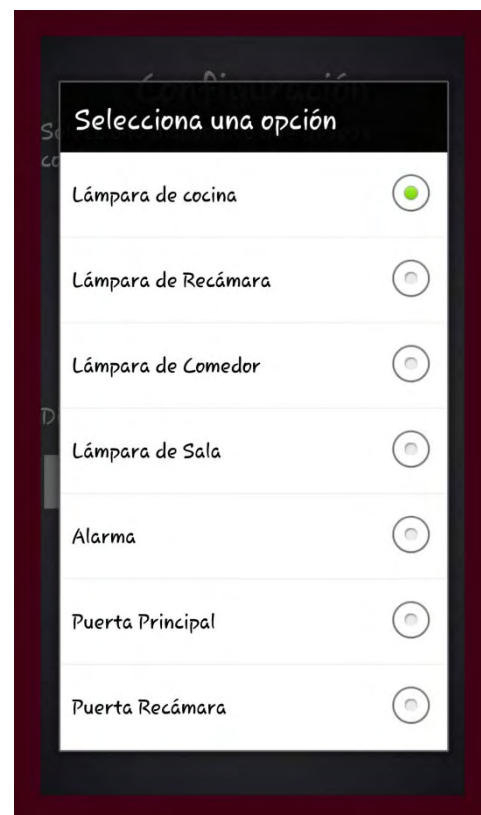 Configuración
Selecciona una opción
Lámpara de cocina
Lámpara de Recámara
Lámpara de Comedor
Lámpara de Sala
Alarma
Puerta Principal
Puerta Recámara